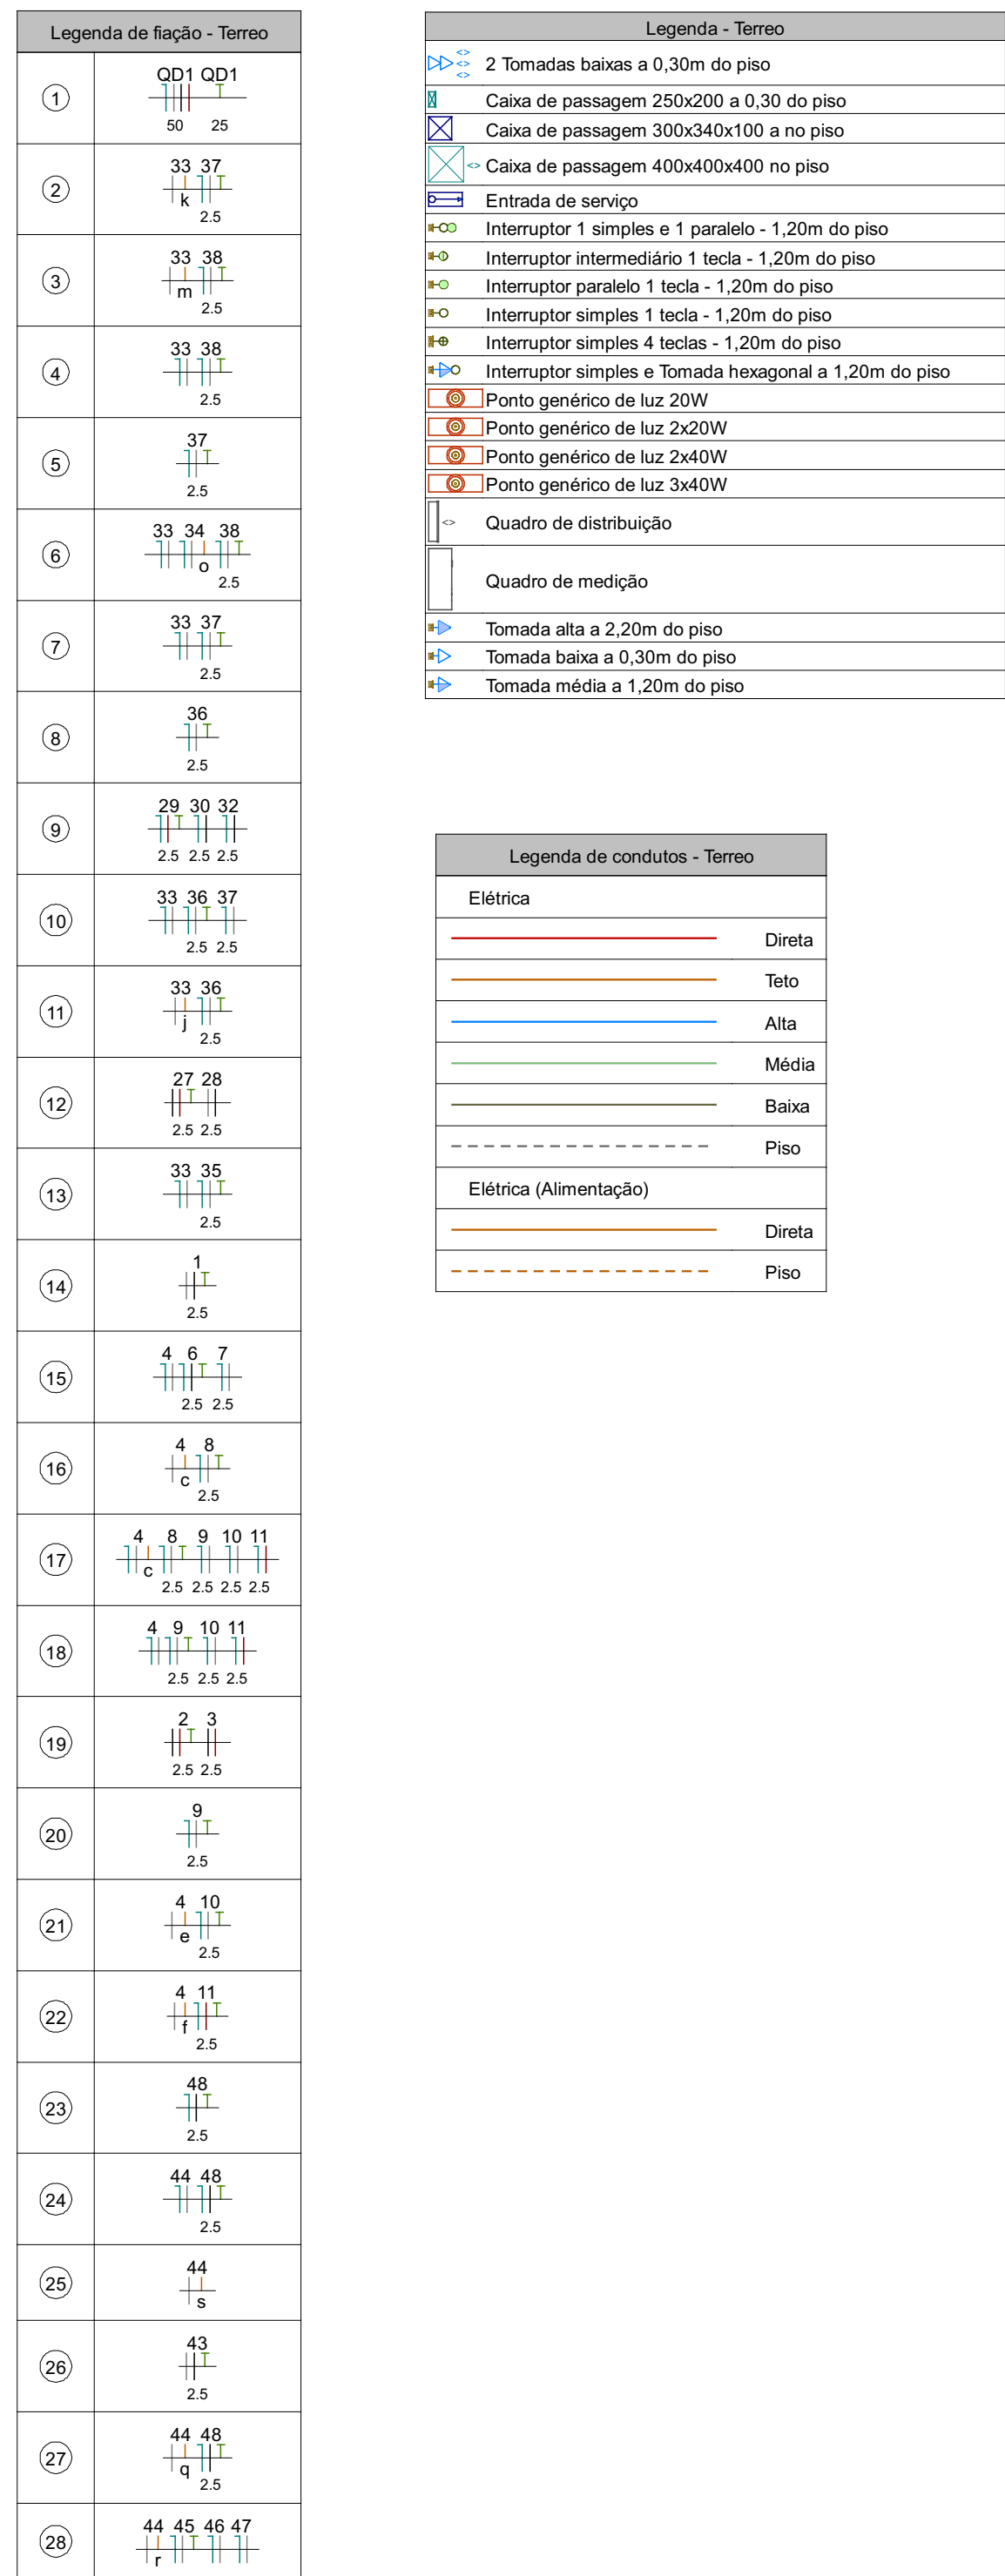 Legenda de fiação - Terreo
1
QD1 QD1
50 25
2
33 37
k
2.5
3
33 38
m
2.5
4
33 38
2.5
5
37
2.5
6
33 34 38
o
2.5
7
33 37
2.5
8
36
2.5
9
29 30 32
2.5 2.5 2.5
10
33 36 37
2.5 2.5
11
33 36
j
2.5
12
27 28
2.5 2.5
13
33 35
2.5
14
1
2.5
15
4 6 7
2.5 2.5
16
4 8
c
2.5
17
4 8 9 10 11
c
2.5 2.5 2.5 2.5
18
4 9 10 11
2.5 2.5 2.5
19
2 3
2.5 2.5
20
9
2.5
21
4 10
e
2.5
22
4 11
f
2.5
23
48
2.5
24
44 48
2.5
25
44
s
26
43
2.5
27
44 48
q
2.5
28
44 45 46 47
r
Legenda - Terreo
2 Tomadas baixas a 0,30m do piso
Caixa de passagem 250x200 a 0,30 do piso
Caixa de passagem 300x340x100 a no piso
Caixa de passagem 400x400x400 no piso
Entrada de serviço
Interruptor 1 simples e 1 paralelo - 1,20m do piso
Interruptor intermediário 1 tecla - 1,20m do piso
Interruptor paralelo 1 tecla - 1,20m do piso
Interruptor simples 1 tecla - 1,20m do piso
Interruptor simples 4 teclas - 1,20m do piso
Interruptor simples e Tomada hexagonal a 1,20m do piso
Ponto genérico de luz 20W
Ponto genérico de luz 2x20W
Ponto genérico de luz 2x40W
Ponto genérico de luz 3x40W
Quadro de distribuição
Quadro de medição
Tomada alta a 2,20m do piso
Tomada baixa a 0,30m do piso
Tomada média a 1,20m do piso
Legenda de condutos - Terreo
Elétrica
Direta
Teto
Alta
Média
Baixa
Piso
Elétrica (Alimentação)
Direta
Piso